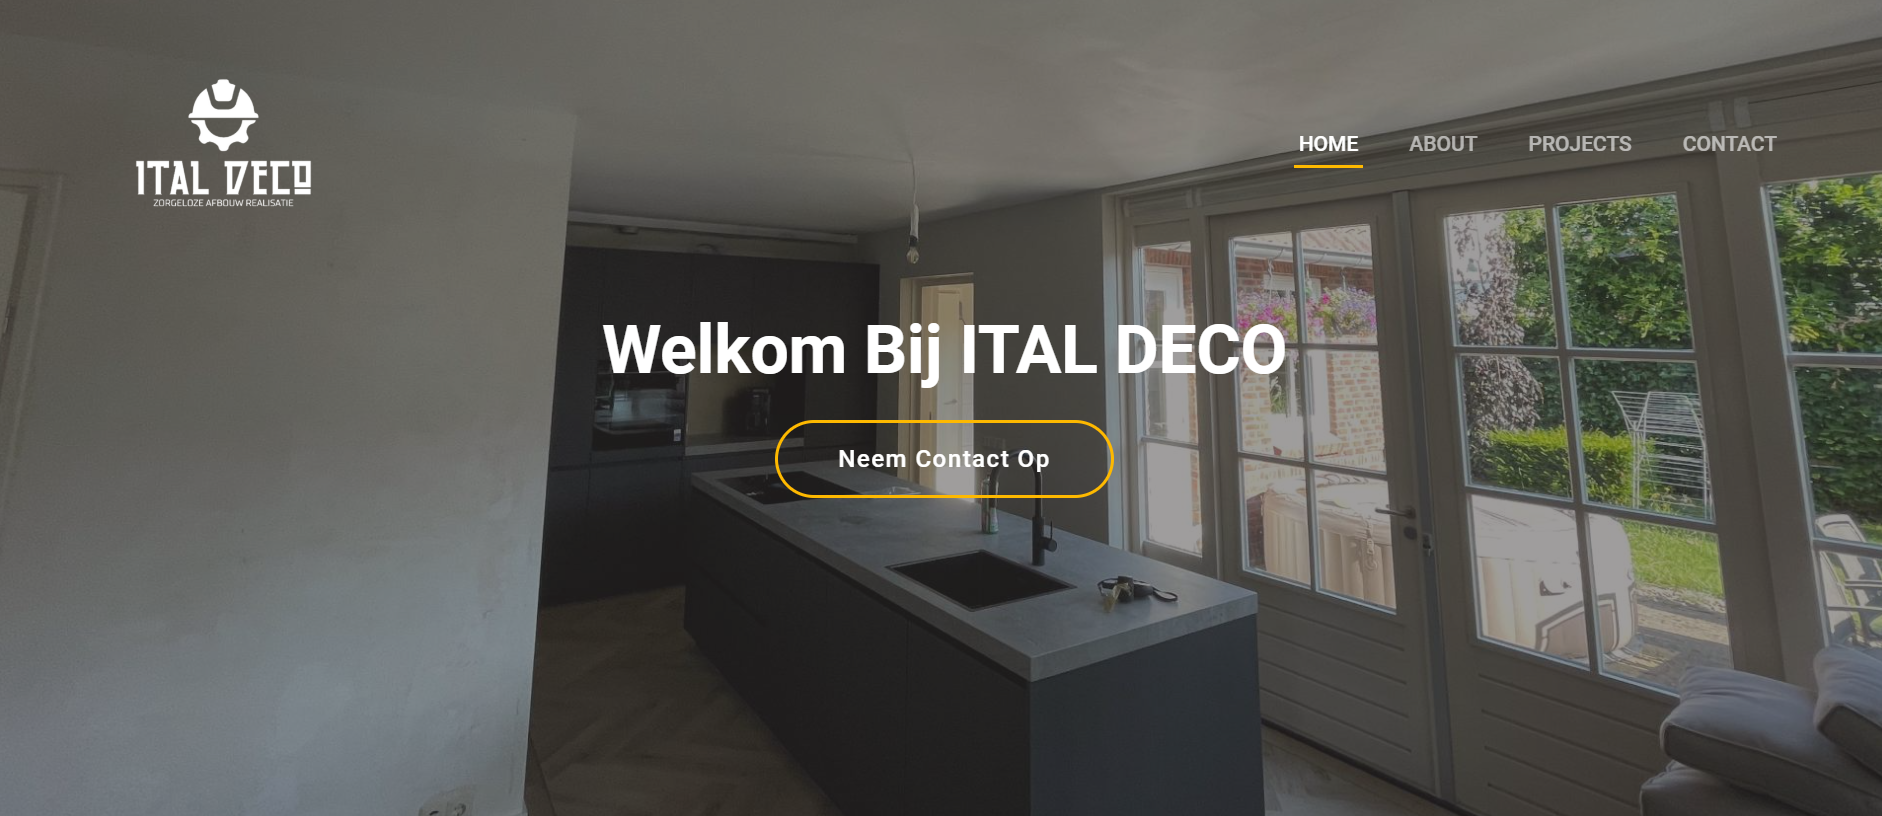 ITAL DECO
ZORGELOZE AFBOUW REALISATIE
HOME
ABOUT
PROJECTS
CONTACT
Welkom Bij ITAL DECO
Neem Contact Op